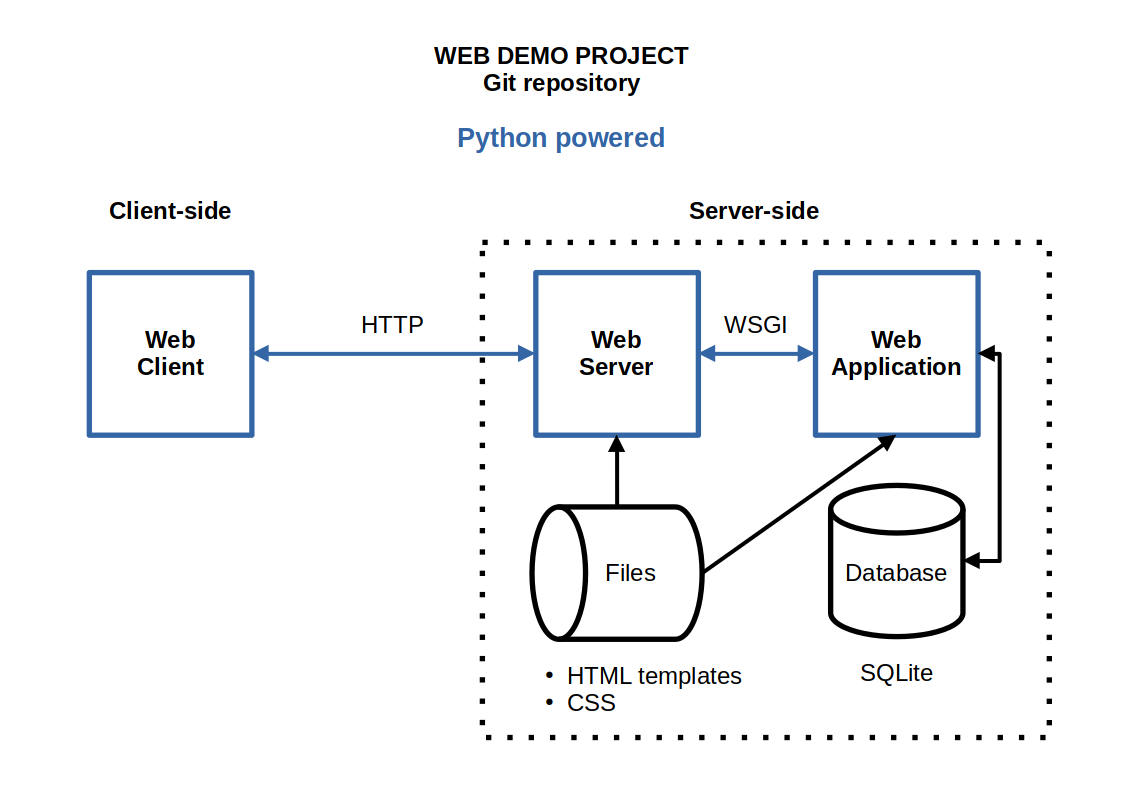 WEB DEMO PROJECT
Git repository
Python powered
Client-side
Server-side
Web
Client
HTTP
Web
Server
WSGI
Web
Application
Files
Database
• HTML templates
• CSS
SQLite